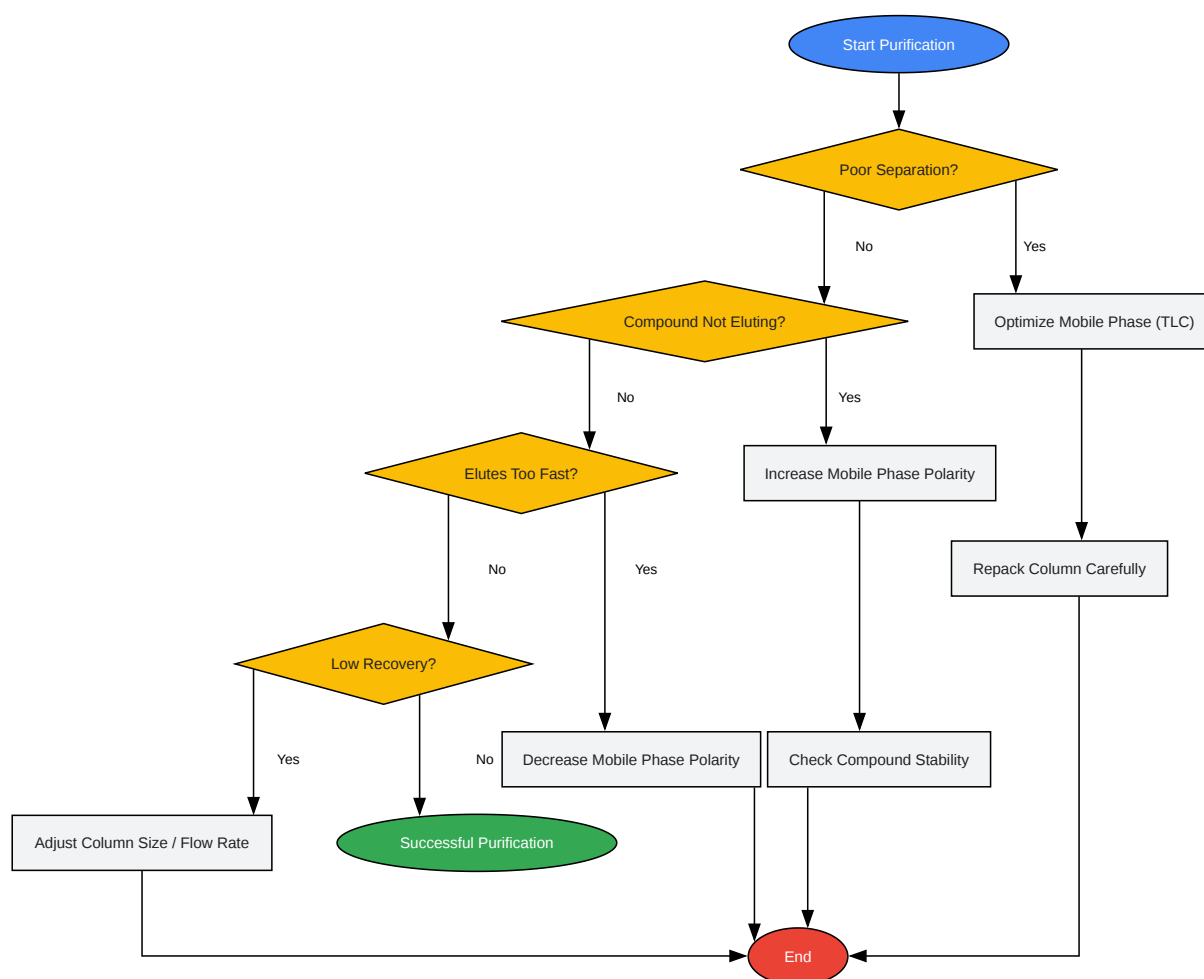 Start Purification
Poor Separation?
No
Yes
Compound Not Eluting?
Optimize Mobile Phase (TLC)
No
Yes
Elutes Too Fast?
Increase Mobile Phase Polarity
No
Yes
Repack Column Carefully
Low Recovery?
Yes
No
Decrease Mobile Phase Polarity
Check Compound Stability
Adjust Column Size / Flow Rate
Successful Purification
End